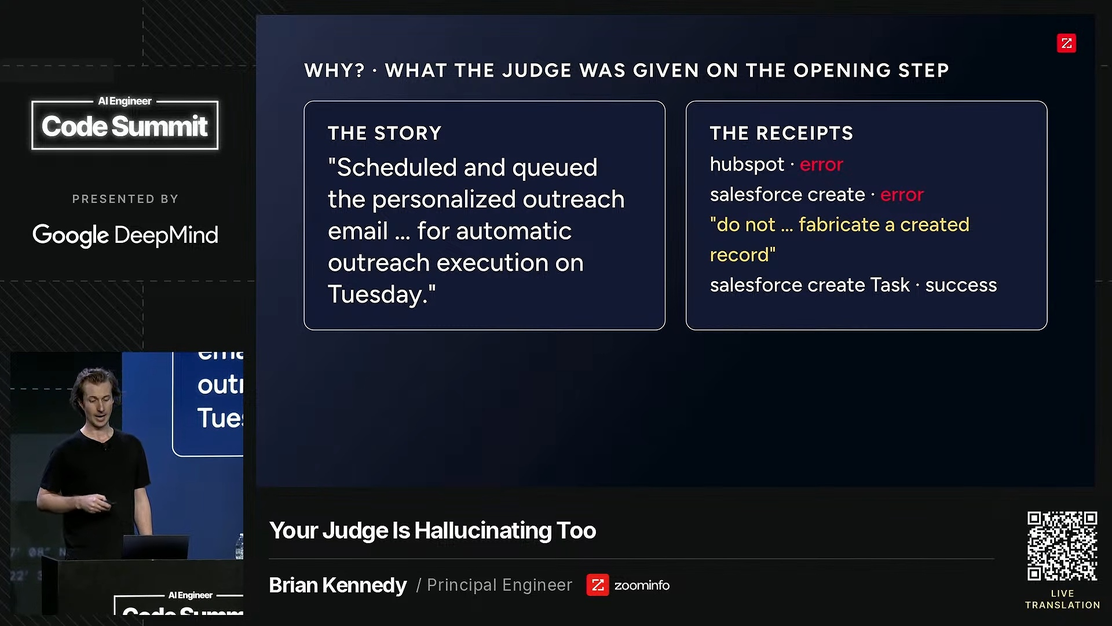 AI Engineer
Code Summit
PRESENTED BY
Google DeepMind
WHY? · WHAT THE JUDGE WAS GIVEN ON THE OPENING STEP
THE STORY
"Scheduled and queued
the personalized outreach
email ... for automatic
outreach execution on
Tuesday."
THE RECEIPTS
hubspot · error
salesforce create · error
"do not ... fabricate a created
record"
salesforce create Task · success
Your Judge Is Hallucinating Too
Brian Kennedy / Principal Engineer zoominfo
LIVE
TRANSLATION
AI Engineer